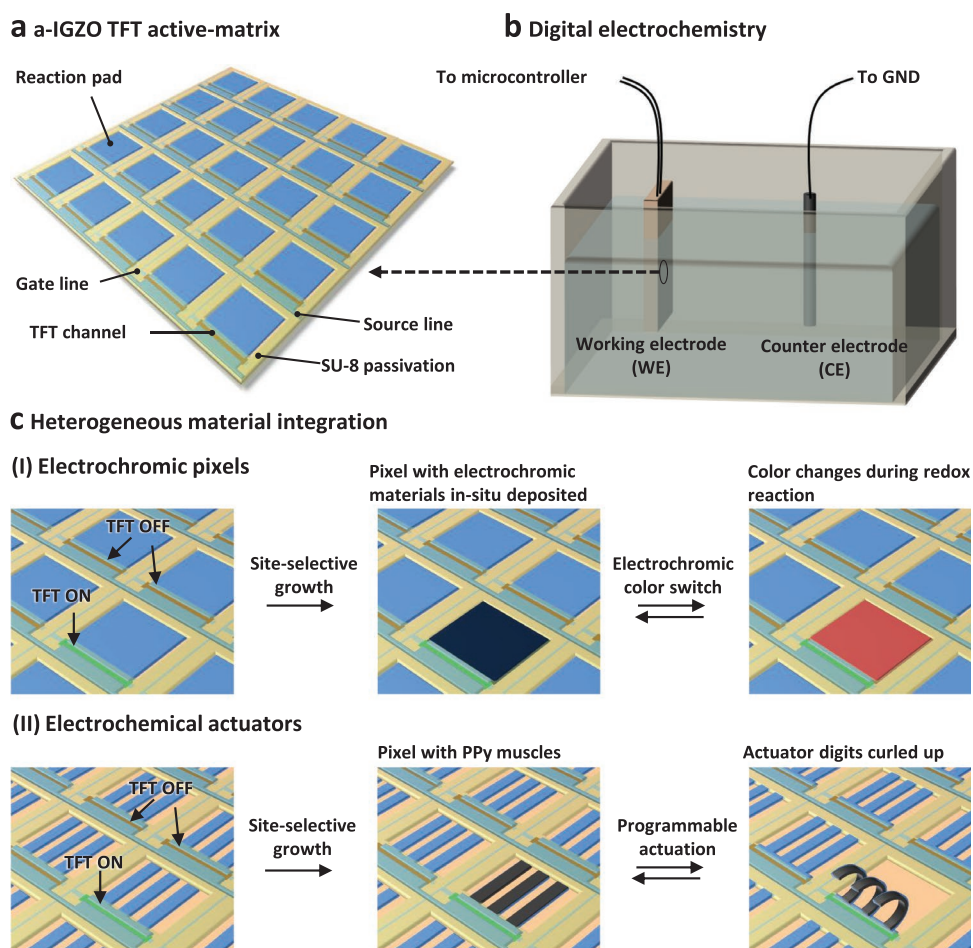 a a-IGZO TFT active-matrix
Reaction pad
Gate line
TFT channel
Source line
SU-8 passivation
b Digital electrochemistry
To microcontroller
To GND
Working electrode
(WE)
Counter electrode
(CE)
c Heterogeneous material integration
(I) Electrochromic pixels
TFT OFF
TFT ON
Site-selective
growth
Pixel with electrochromic
materials in-situ deposited
Electrochromic
color switch
Color changes during redox
reaction
(II) Electrochemical actuators
TFT OFF
TFT ON
Site-selective
growth
Pixel with PPy muscles
Programmable
actuation
Actuator digits curled up